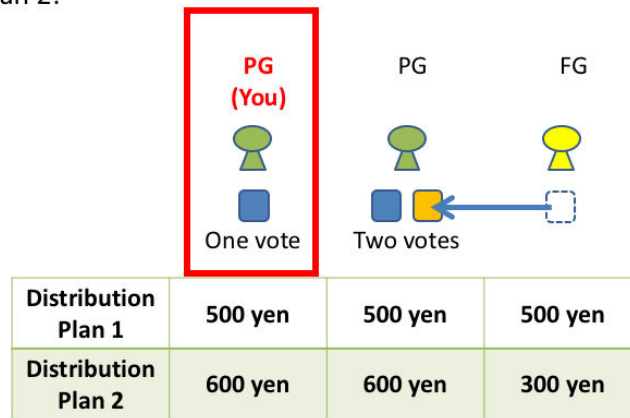 PG PG FG
(You)
One vote Two votes
Distribution
Plan 1
500 yen 500 yen 500 yen
Distribution
Plan 2
600 yen 600 yen 300 yen